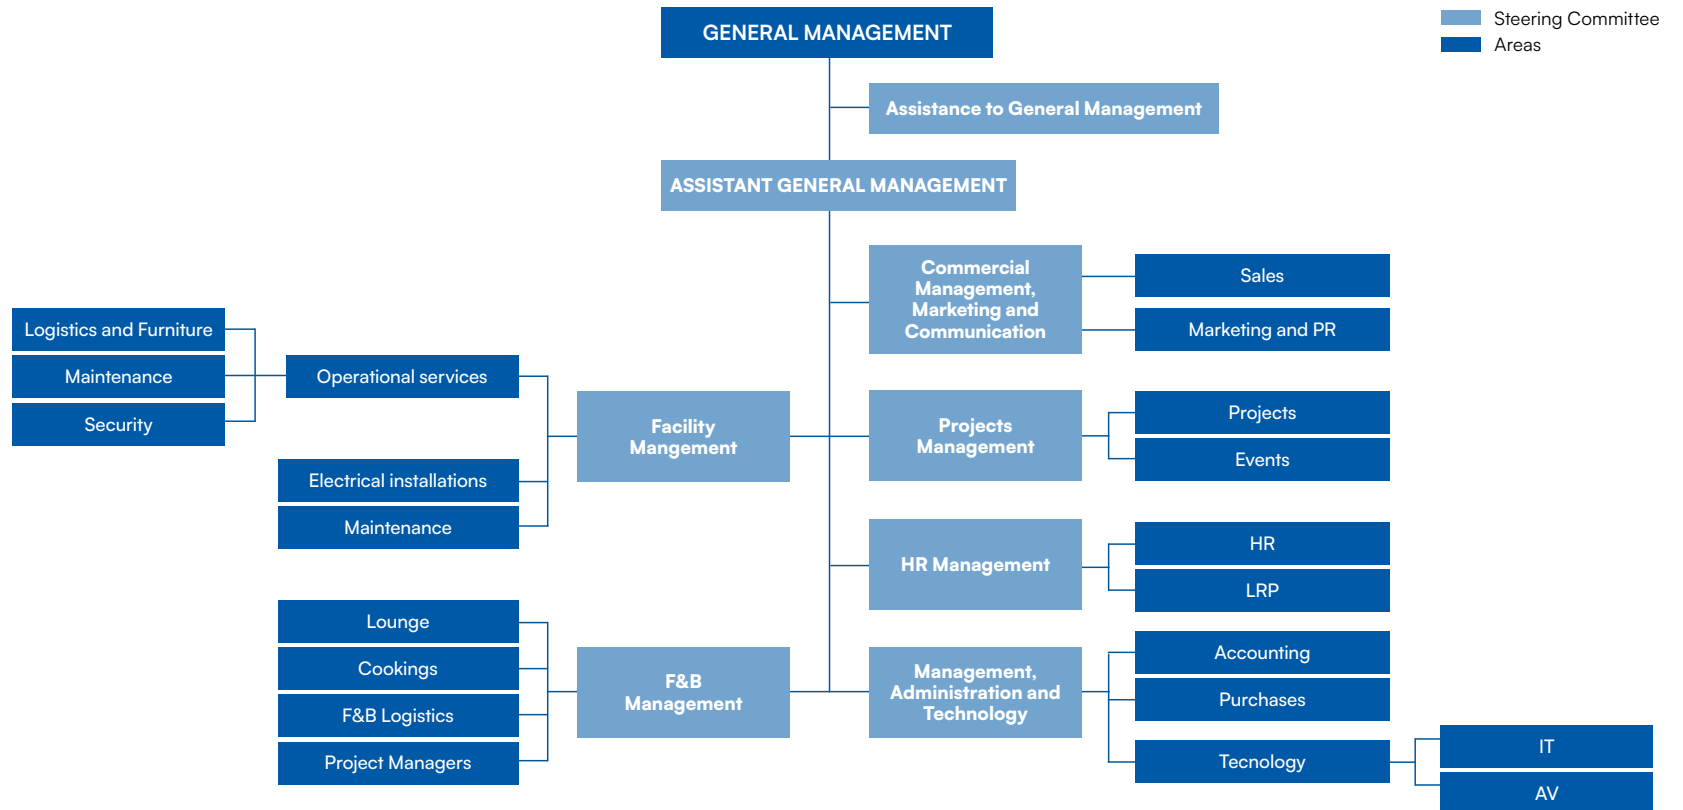 GENERAL MANAGEMENT
Steering Committee
Areas
Assistance to General Management
ASSISTANT GENERAL MANAGEMENT
Commercial
Management,
Marketing and
Communication
Sales
Marketing and PR
Logistics and Furniture
Maintenance
Security
Operational services
Electrical installations
Maintenance
Facility
Mangement
Projects
Management
Projects
Events
HR Management
HR
LRP
Lounge
Cookings
F&B Logistics
Project Managers
F&B
Management
Management,
Administration and
Technology
Accounting
Purchases
Tecnology
IT
AV